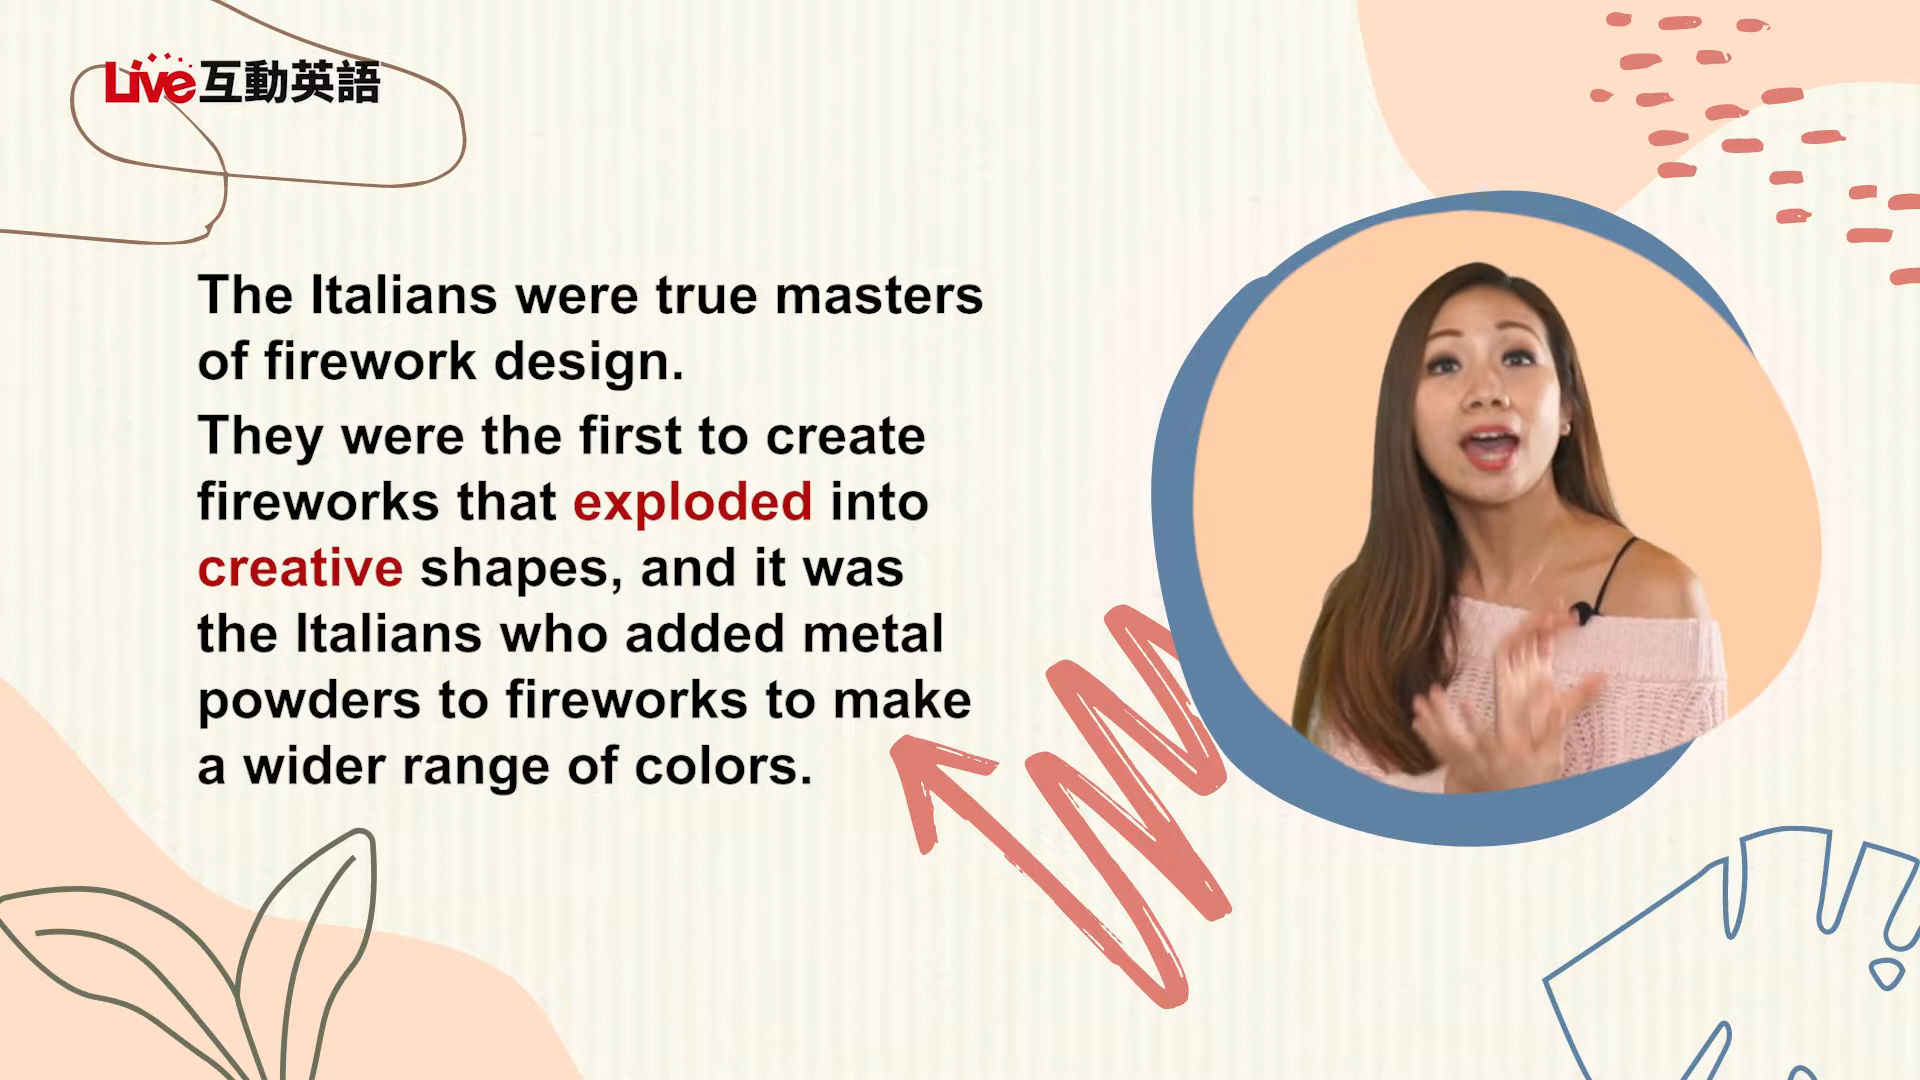 Live互動英語
The Italians were true masters
of firework design.
They were the first to create
fireworks that exploded into
creative shapes, and it was
the Italians who added metal
powders to fireworks to make
a wider range of colors.